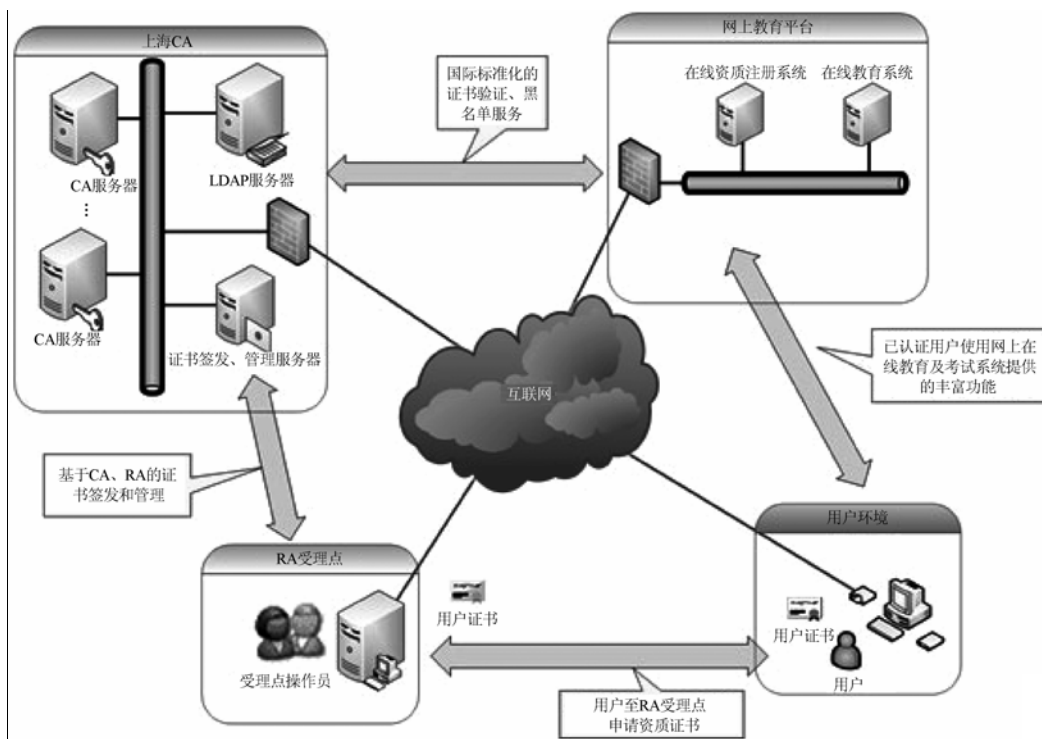 上海CA
CA服务器
⋮
CA服务器
LDAP服务器
证书签发、管理服务器
国际标准化的
证书验证、黑
名单服务
网上教育平台
在线资质注册系统
在线教育系统
互联网
已认证用户使用网上在
线教育及考试系统提供
的丰富功能
基于CA、RA的证
书签发和管理
RA受理点
受理点操作员
用户证书
用户环境
用户证书
用户
用户至RA受理点
申请资质证书